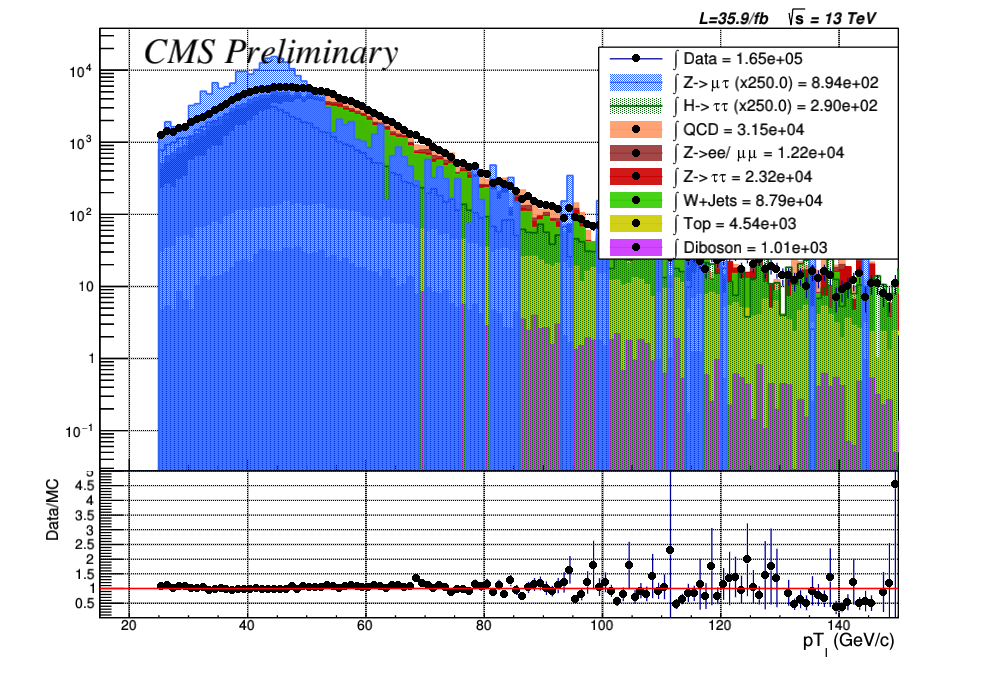 L=35.9/fb √s = 13 TeV
CMS Preliminary
∫ Data = 1.65e+05
∫ Z-> μτ (x250.0) = 8.94e+02
∫ H-> ττ (x250.0) = 2.90e+02
∫ QCD = 3.15e+04
∫ Z->ee/ μμ = 1.22e+04
∫ Z-> ττ = 2.32e+04
∫ W+Jets = 8.79e+04
∫ Top = 4.54e+03
∫ Diboson = 1.01e+03
10⁴
10³
10²
10
1
10⁻¹
Data/MC
5
4.5
4
3.5
3
2.5
2
1.5
1
0.5
20 40 60 80 100 120 140
pT_l (GeV/c)